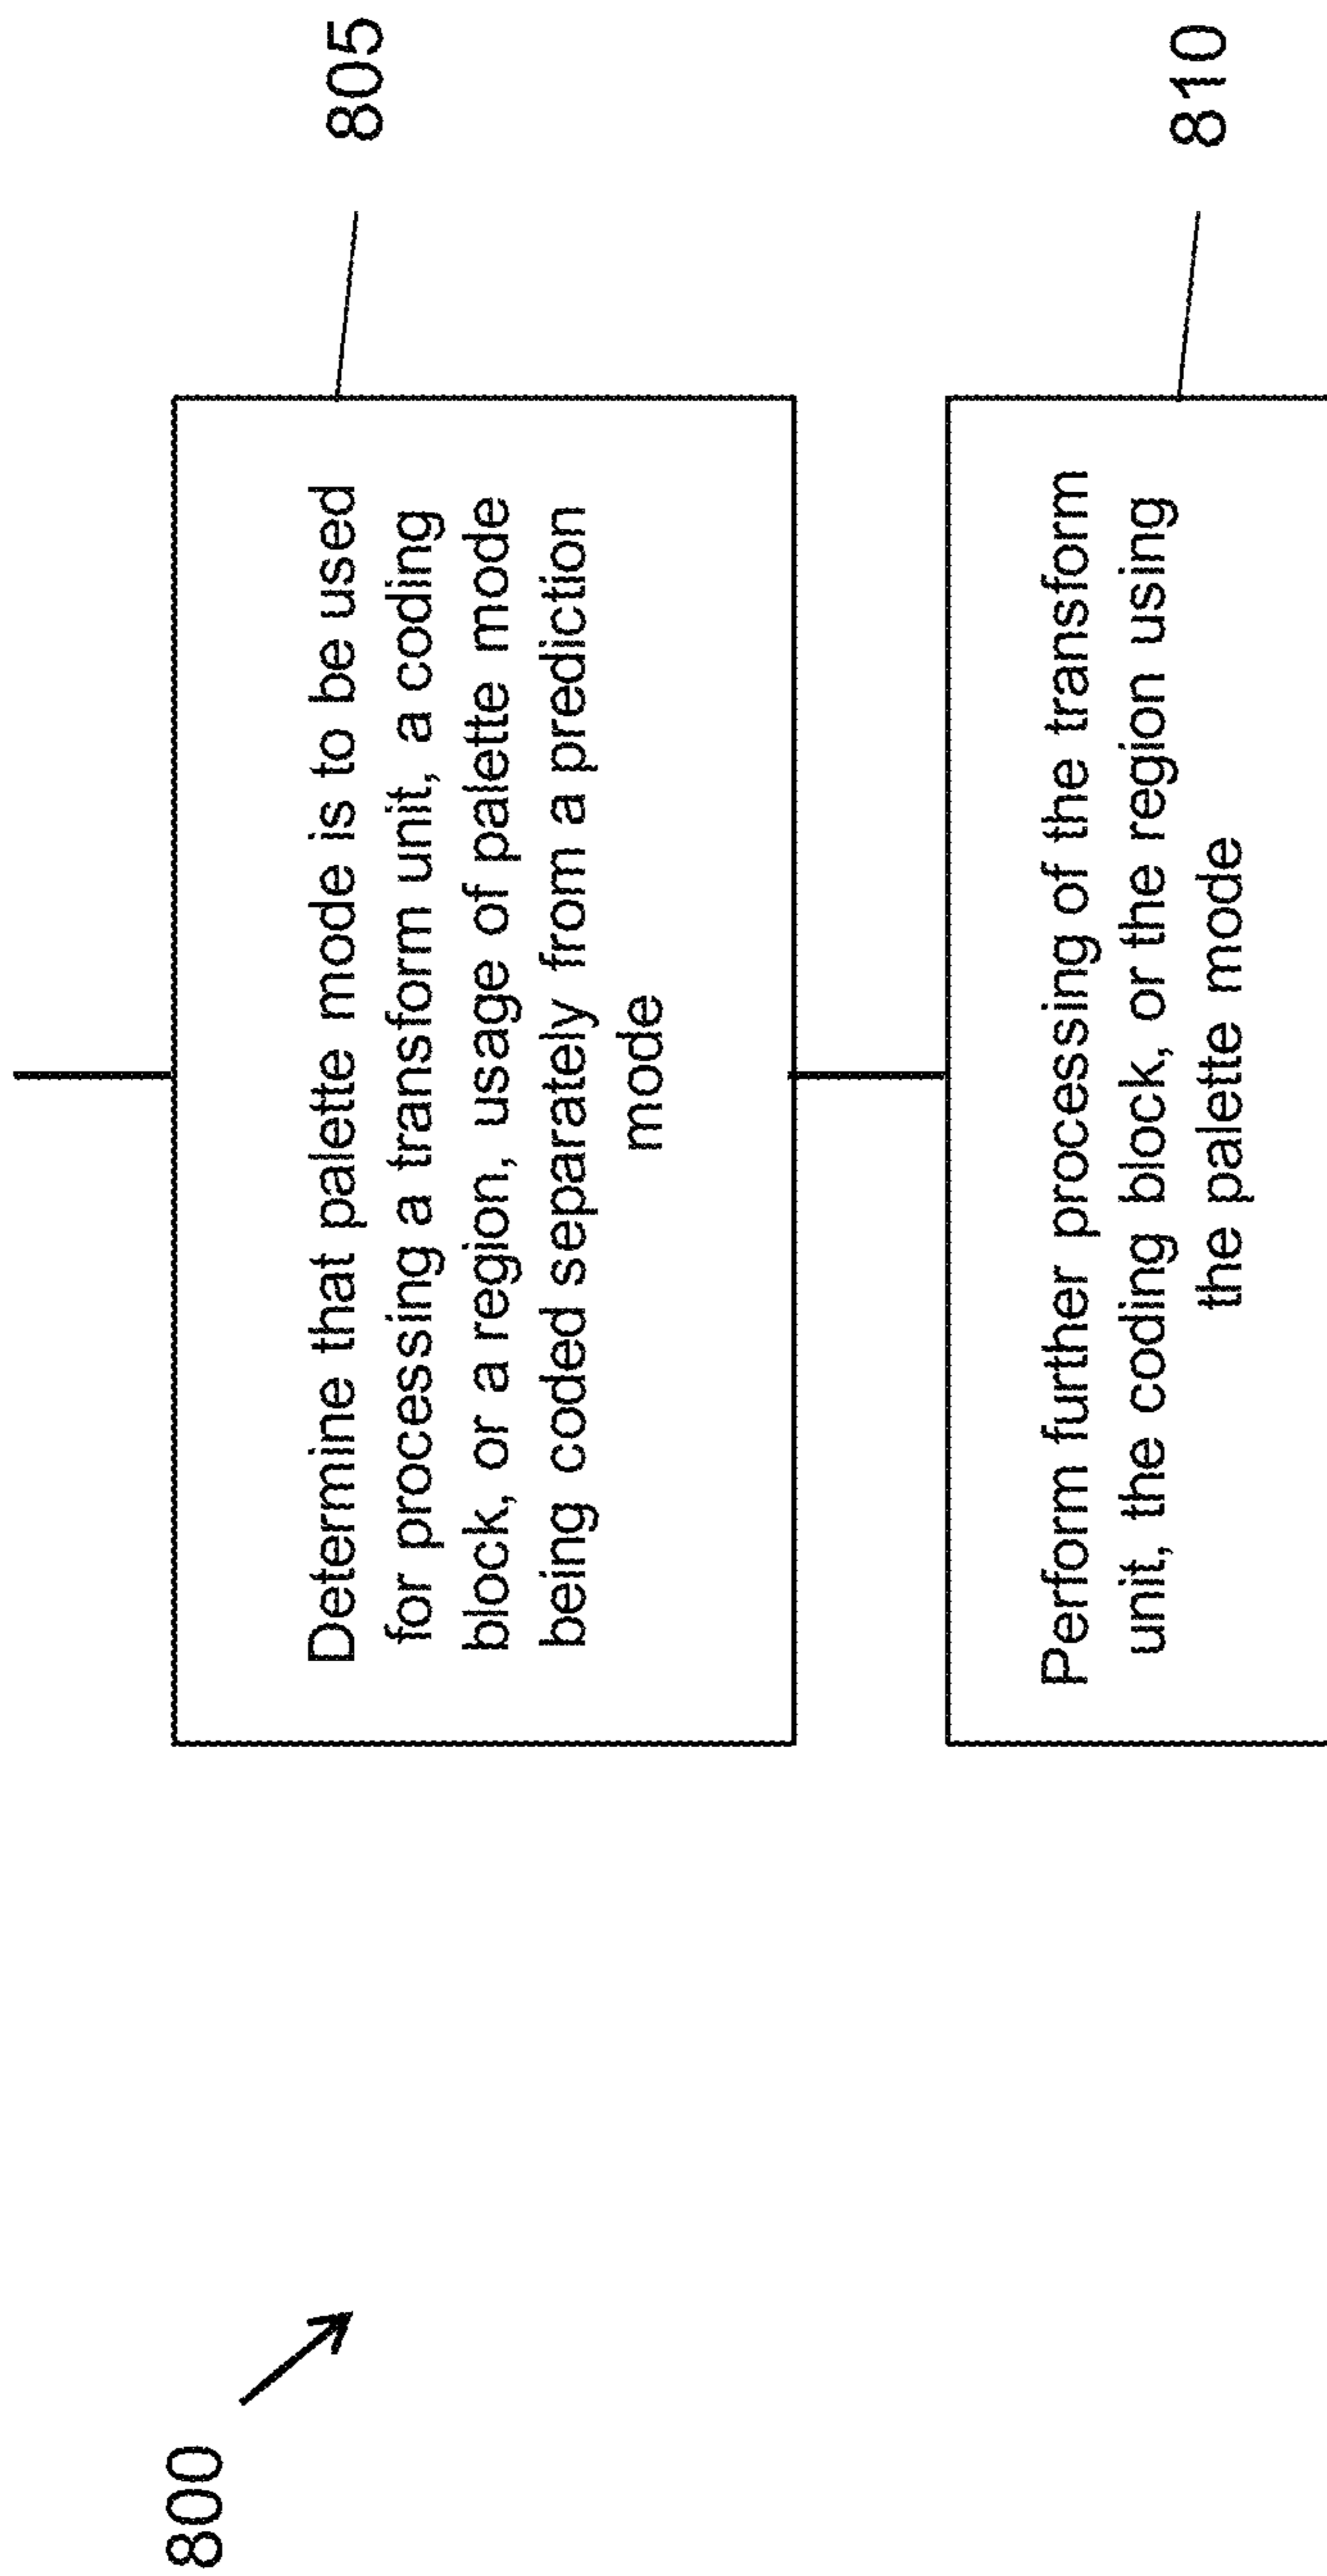 800
805
Determine that palette mode is to be used
for processing a transform unit, a coding
block, or a region, usage of palette mode
being coded separately from a prediction
mode
810
Perform further processing of the transform
unit, the coding block, or the region using
the palette mode